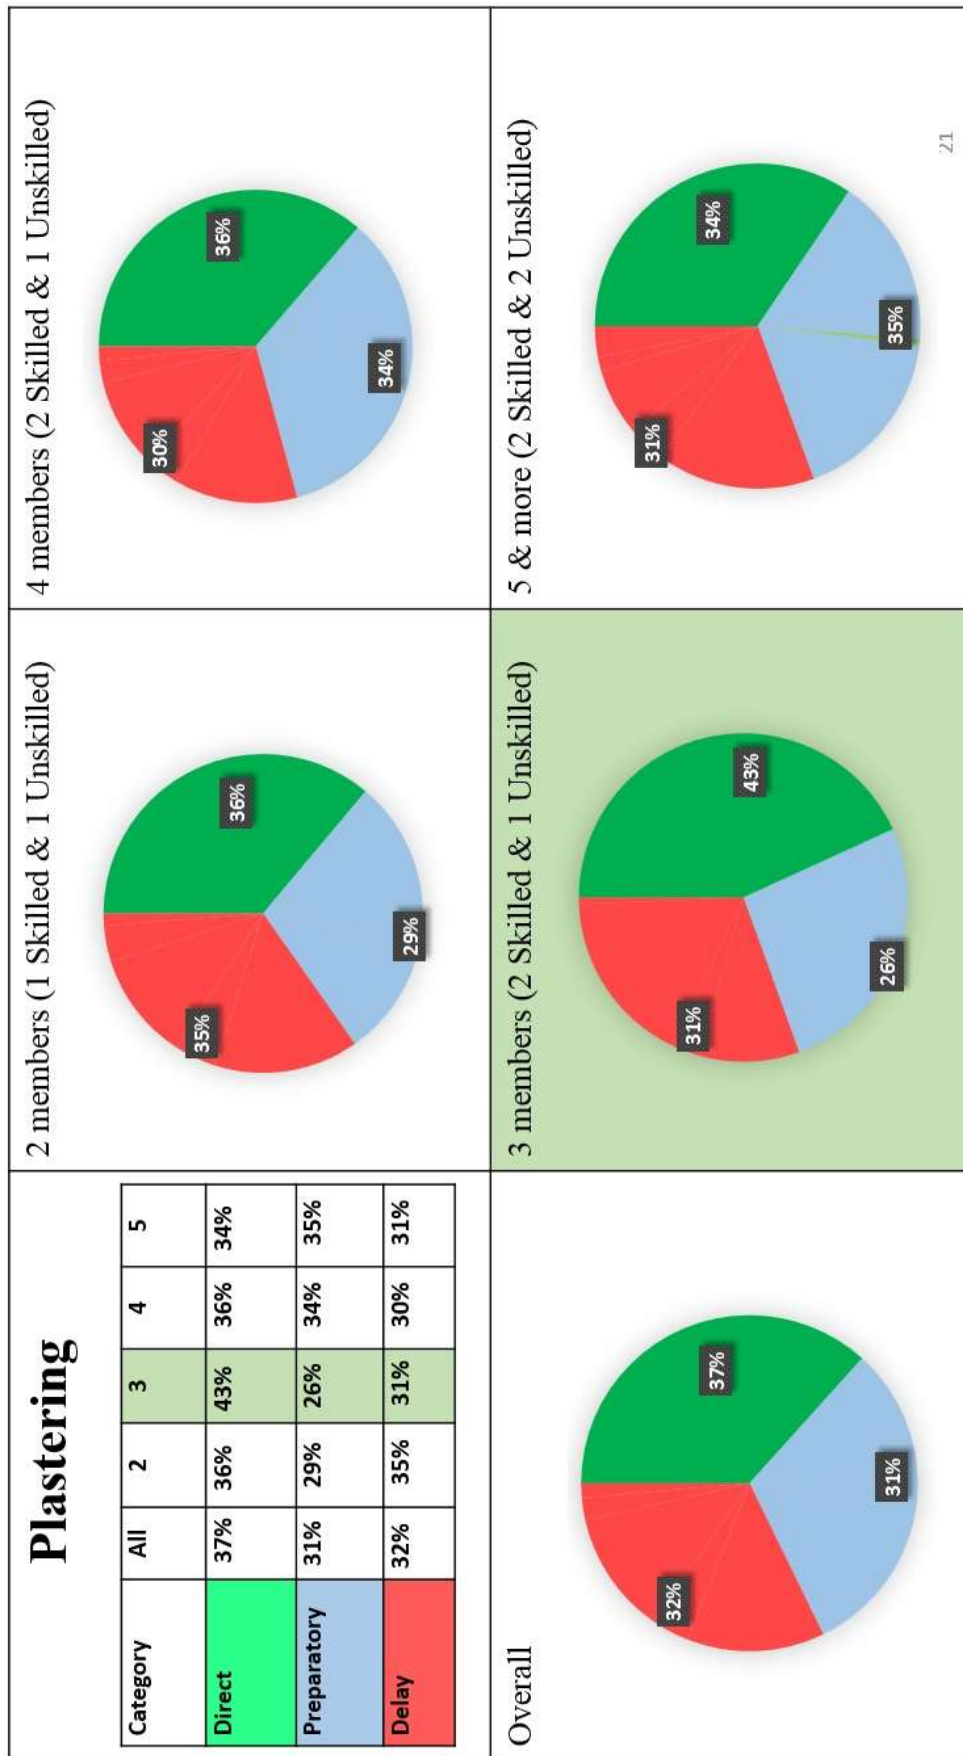 Plastering
Category All 2 3 4 5
Direct 37% 36% 43% 36% 34%
Preparatory 31% 29% 26% 34% 35%
Delay 32% 35% 31% 30% 31%
2 members (1 Skilled & 1 Unskilled)
36%
29%
35%
4 members (2 Skilled & 1 Unskilled)
36%
34%
30%
Overall
37%
31%
32%
3 members (2 Skilled & 1 Unskilled)
43%
26%
31%
5 & more (2 Skilled & 2 Unskilled)
34%
35%
31%
21